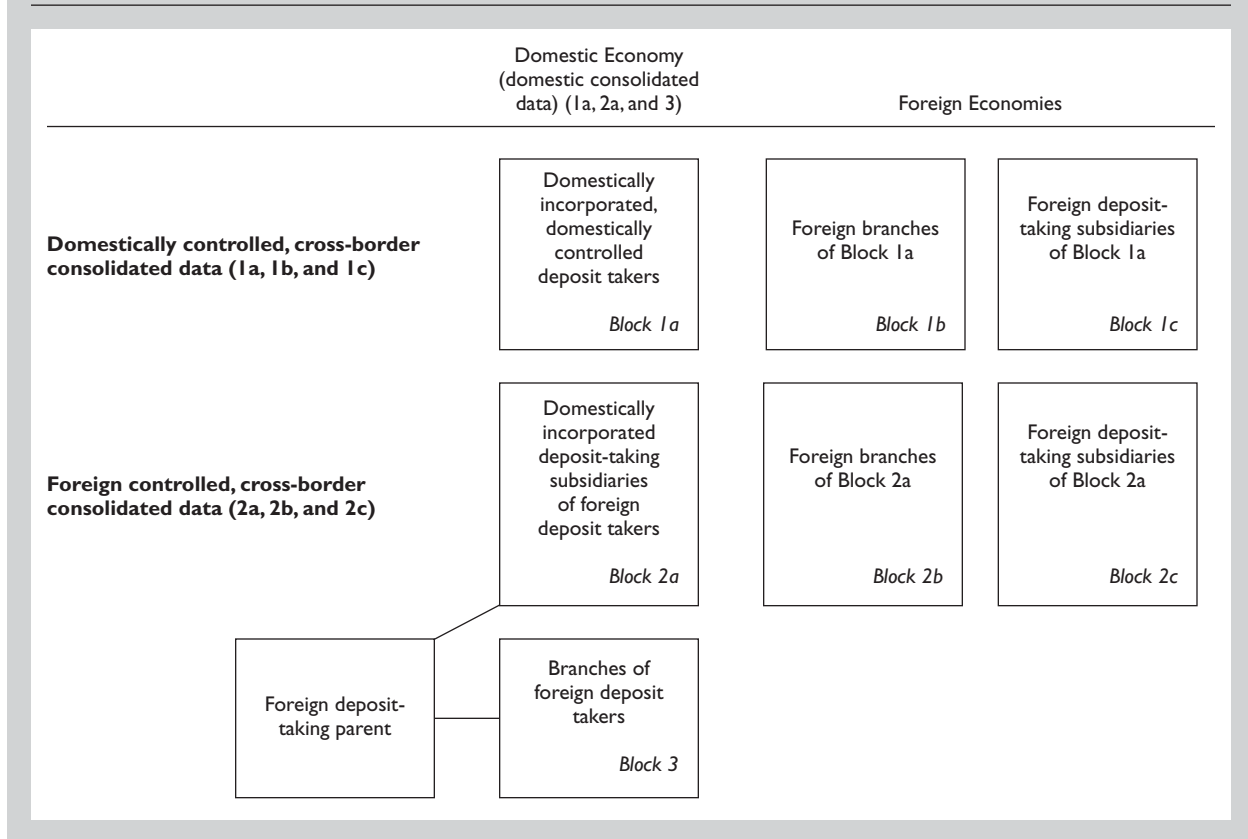 Domestic Economy
(domestic consolidated
data) (1a, 2a, and 3)
Foreign Economies
Domestically controlled, cross-border
consolidated data (1a, 1b, and 1c)
Domestically
incorporated,
domestically
controlled
deposit takers
Block 1a
Foreign branches
of Block 1a
Block 1b
Foreign deposit-
taking subsidiaries
of Block 1a
Block 1c
Foreign controlled, cross-border
consolidated data (2a, 2b, and 2c)
Domestically
incorporated
deposit-taking
subsidiaries
of foreign
deposit takers
Block 2a
Foreign branches
of Block 2a
Block 2b
Foreign deposit-
taking subsidiaries
of Block 2a
Block 2c
Foreign deposit-
taking parent
Branches of
foreign deposit
takers
Block 3